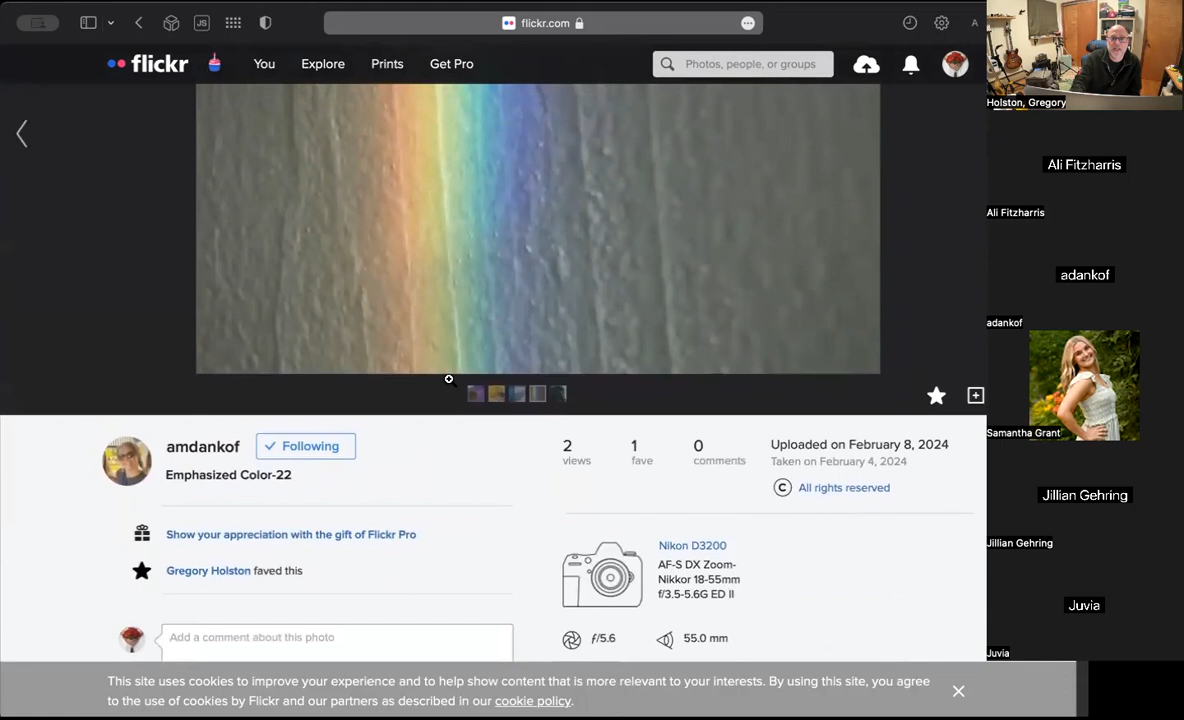 flickr.com
JS
A
flickr
You
Explore
Prints
Get Pro
Photos, people, or groups
Holston, Gregory
Ali Fitzharris
Ali Fitzharris
adankof
adankof
Samantha Grant
Jillian Gehring
Jillian Gehring
Juvia
Juvia
amdankof
Following
Emphasized Color-22
Show your appreciation with the gift of Flickr Pro
Gregory Holston faved this
Add a comment about this photo
2
views
1
fave
0
comments
Uploaded on February 8, 2024
Taken on February 4, 2024
C All rights reserved
Nikon D3200
AF-S DX Zoom-
Nikkor 18-55mm
f/3.5-5.6G ED II
ƒ/5.6
55.0 mm
This site uses cookies to improve your experience and to help show content that is more relevant to your interests. By using this site, you agree
to the use of cookies by Flickr and our partners as described in our cookie policy.